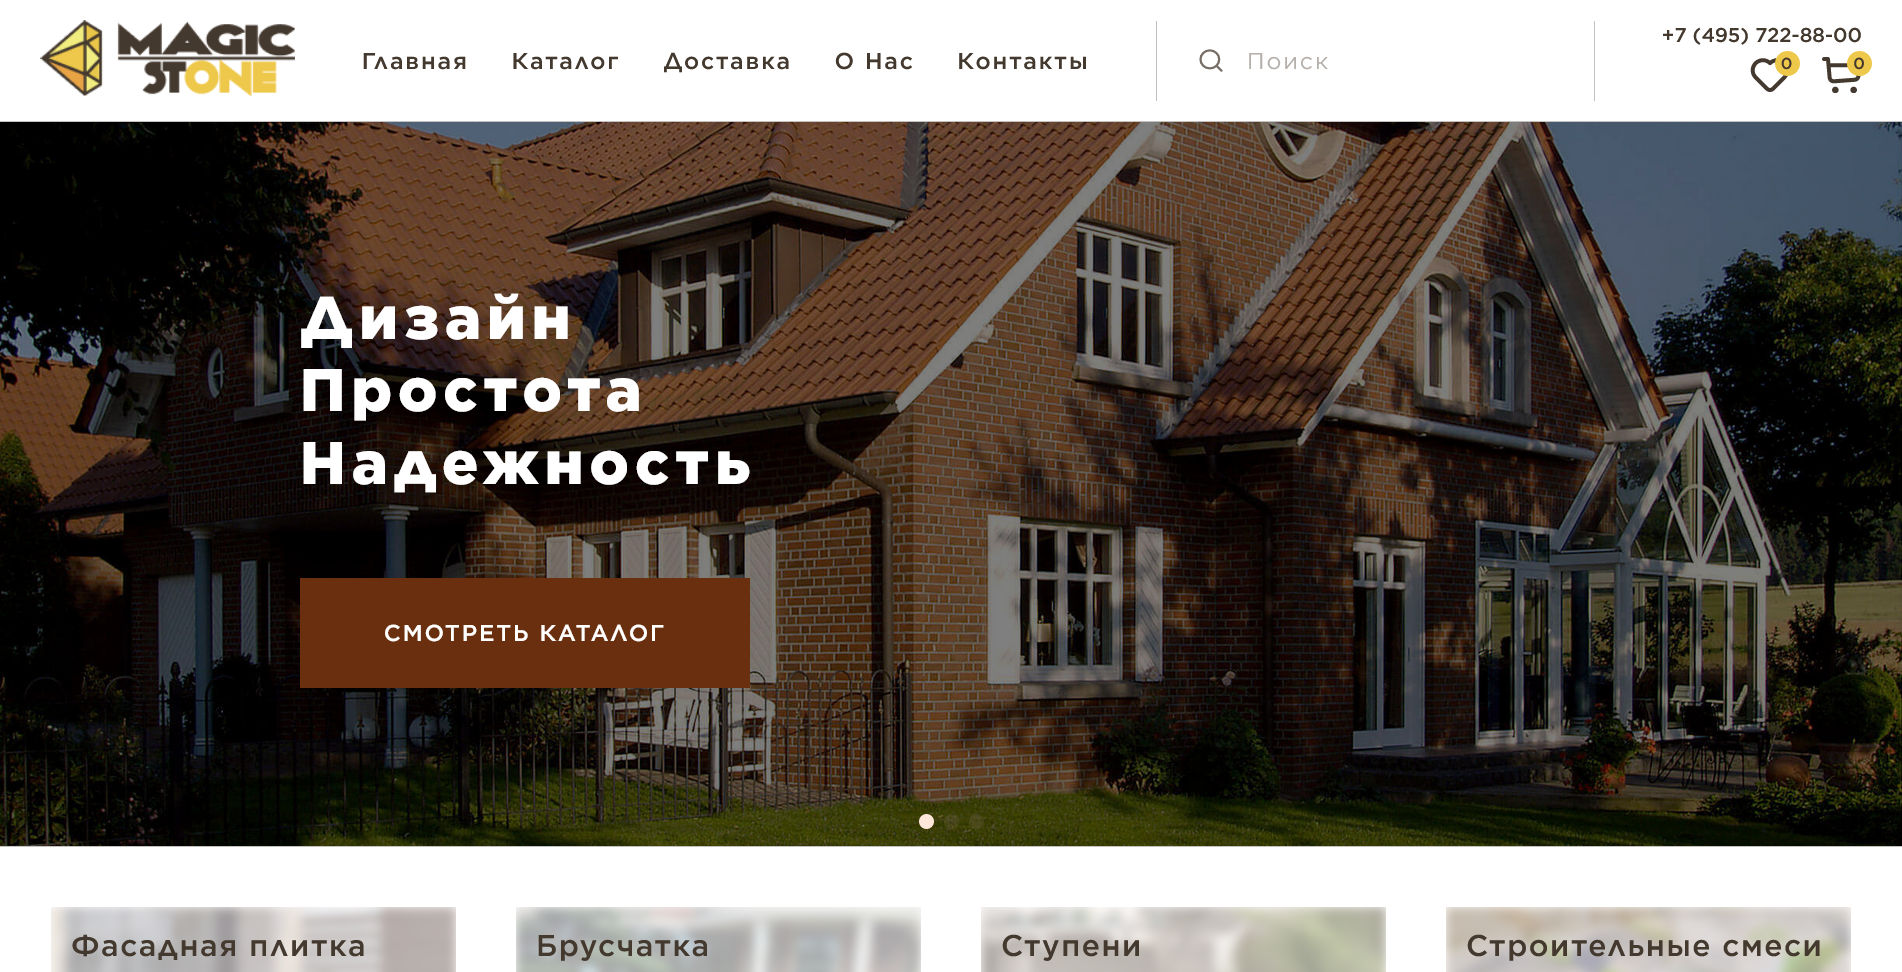 MAGIC
STONE
Главная
Каталог
Доставка
О Нас
Контакты
Поиск
+7 (495) 722-88-00
0
0
Дизайн
Простота
Надежность
СМОТРЕТЬ КАТАЛОГ
Фасадная плитка
Брусчатка
Ступени
Строительные смеси